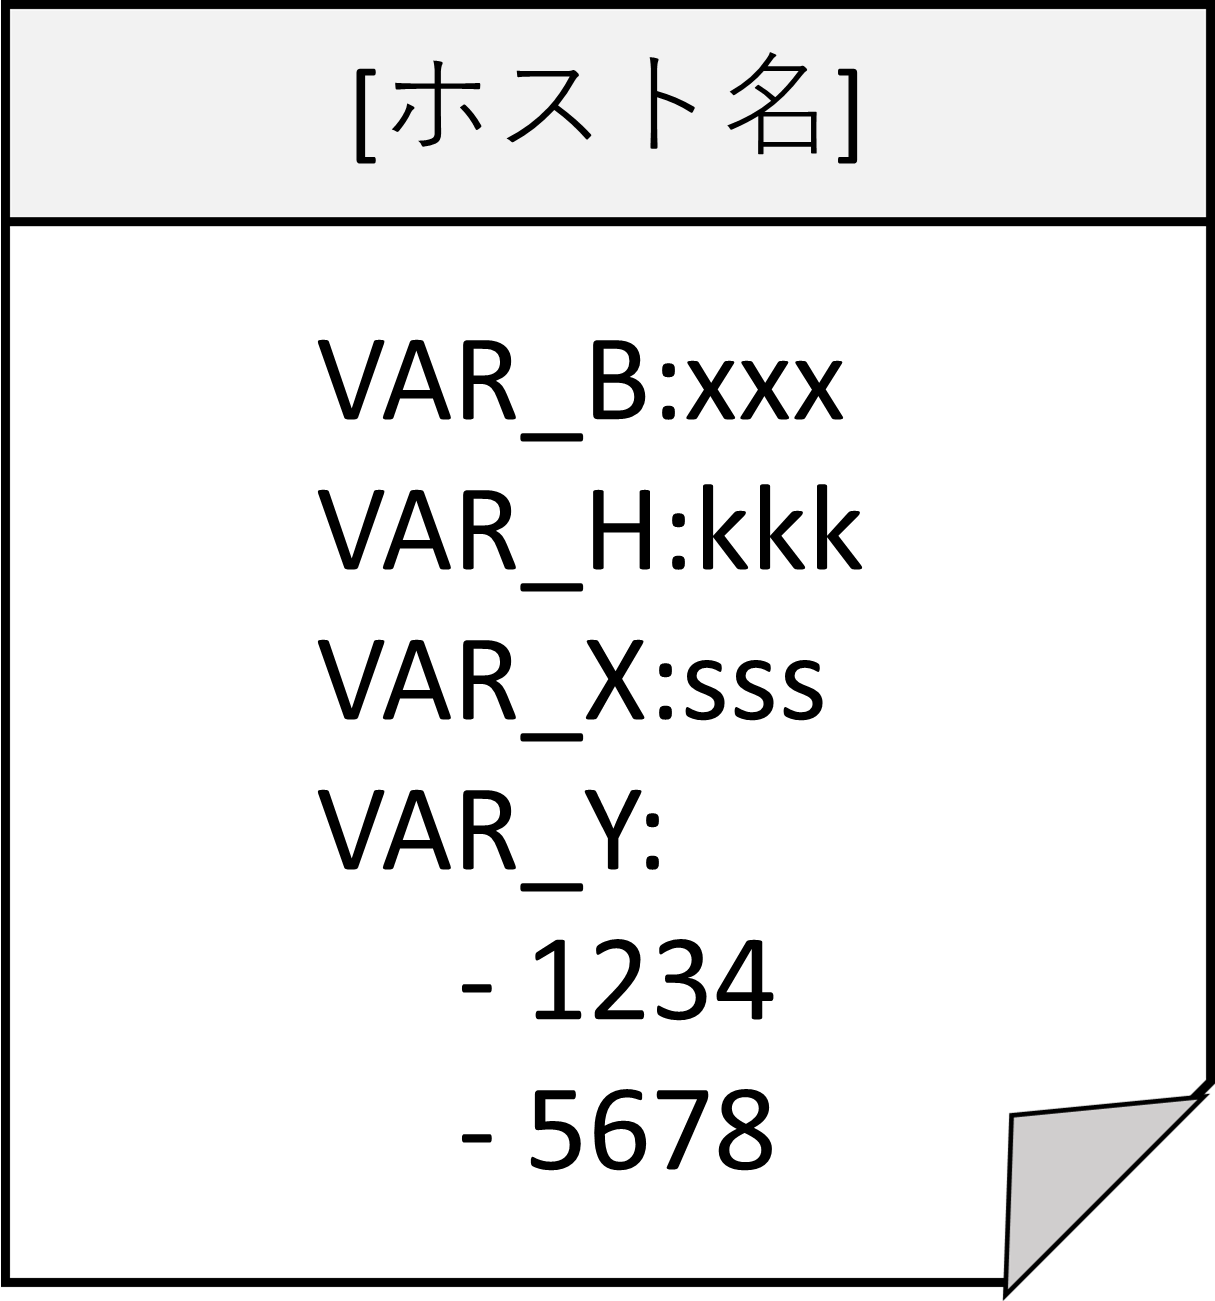 [ホスト名]
VAR_B:xxx
VAR_H:kkk
VAR_X:sss
VAR_Y:
- 1234
- 5678